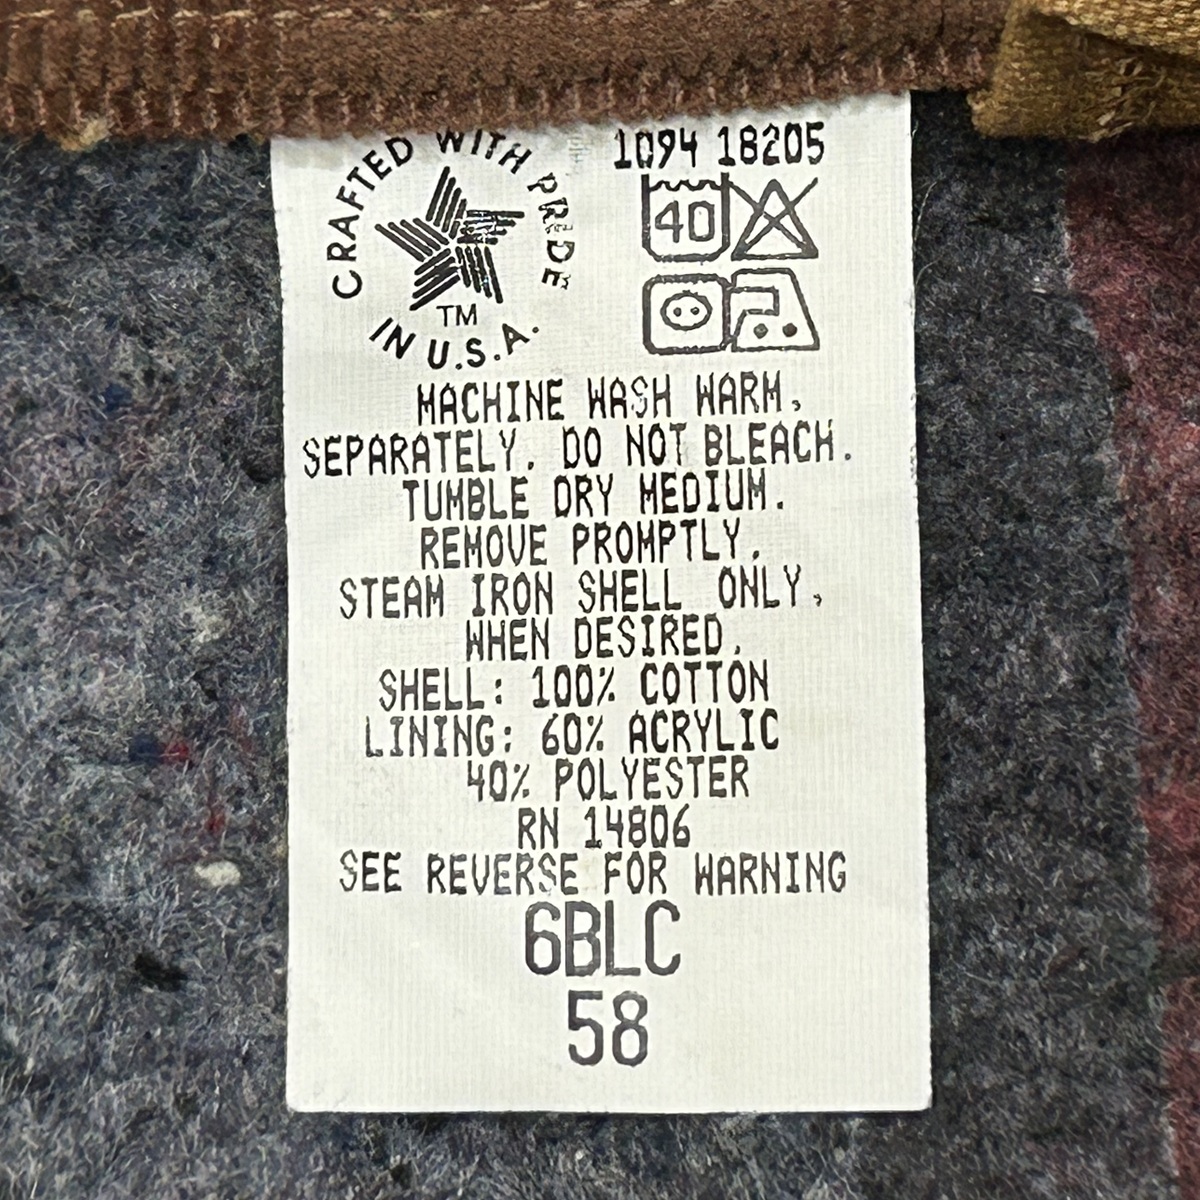 CRAFTED WITH PRIDE
TM
IN U.S.A.
1094 18205
40
MACHINE WASH WARM,
SEPARATELY. DO NOT BLEACH.
TUMBLE DRY MEDIUM.
REMOVE PROMPTLY.
STEAM IRON SHELL ONLY,
WHEN DESIRED.
SHELL: 100% COTTON
LINING: 60% ACRYLIC
40% POLYESTER
RN 14806
SEE REVERSE FOR WARNING
6BLC
58